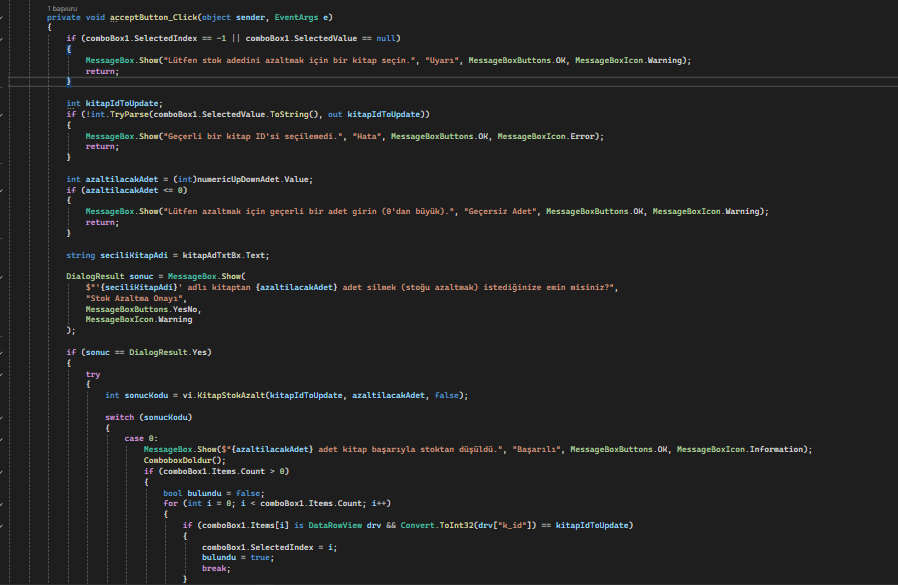 1 başvuru
private void acceptButton_Click(object sender, EventArgs e)
{
if (comboBox1.SelectedIndex == -1 || comboBox1.SelectedValue == null)
{
MessageBox.Show("Lütfen stok adedini azaltmak için bir kitap seçin.", "Uyarı", MessageBoxButtons.OK, MessageBoxIcon.Warning);
return;
}
int kitapIdToUpdate;
if (!int.TryParse(comboBox1.SelectedValue.ToString(), out kitapIdToUpdate))
{
MessageBox.Show("Geçerli bir kitap ID'si seçilemedi.", "Hata", MessageBoxButtons.OK, MessageBoxIcon.Error);
return;
}
int azaltilacakAdet = (int)numericUpDownAdet.Value;
if (azaltilacakAdet <= 0)
{
MessageBox.Show("Lütfen azaltmak için geçerli bir adet girin (0'dan büyük).", "Geçersiz Adet", MessageBoxButtons.OK, MessageBoxIcon.Warning);
return;
}
string seciliKitapAdi = kitapAdTxtBx.Text;
DialogResult sonuc = MessageBox.Show(
$"'{seciliKitapAdi}' adlı kitaptan {azaltilacakAdet} adet silmek (stoğu azaltmak) istediğinize emin misiniz?",
"Stok Azaltma Onayı",
MessageBoxButtons.YesNo,
MessageBoxIcon.Warning
);
if (sonuc == DialogResult.Yes)
{
try
{
int sonucKodu = vi.KitapStokAzalt(kitapIdToUpdate, azaltilacakAdet, false);
switch (sonucKodu)
{
case 0:
MessageBox.Show($"{azaltilacakAdet} adet kitap başarıyla stoktan düşüldü.", "Başarılı", MessageBoxButtons.OK, MessageBoxIcon.Information);
ComboboxDoldur();
if (comboBox1.Items.Count > 0)
{
bool bulundu = false;
for (int i = 0; i < comboBox1.Items.Count; i++)
{
if (comboBox1.Items[i] is DataRowView drv && Convert.ToInt32(drv["k_id"]) == kitapIdToUpdate)
{
comboBox1.SelectedIndex = i;
bulundu = true;
break;
}